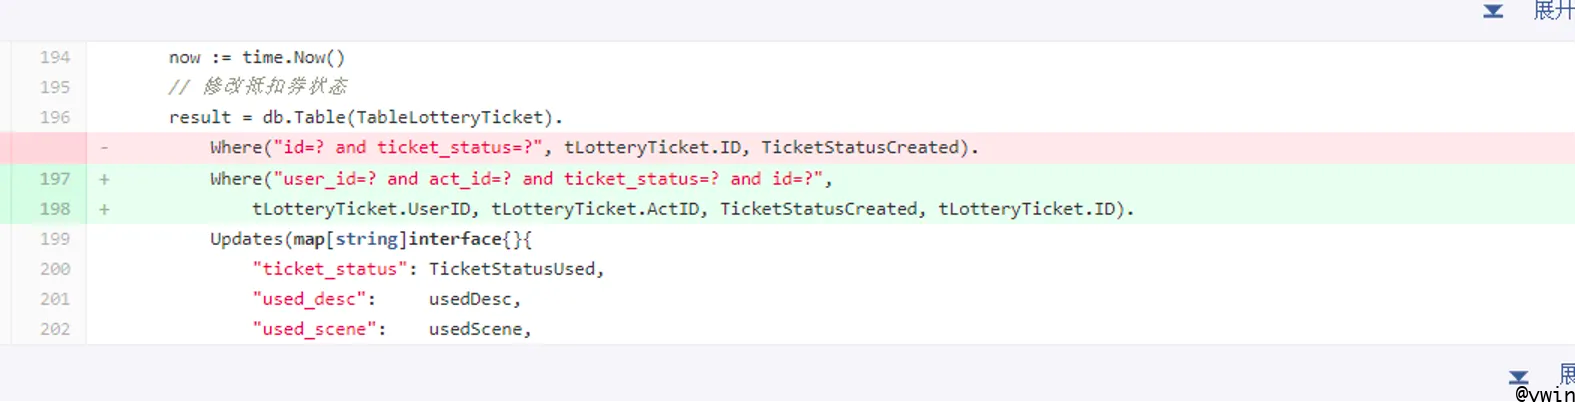 展开
194 now := time.Now()
195 // 修改抵扣券状态
196 result = db.Table(TableLotteryTicket).
- Where("id=? and ticket_status=?", tLotteryTicket.ID, TicketStatusCreated).
197 + Where("user_id=? and act_id=? and ticket_status=? and id=?",
198 + tLotteryTicket.UserID, tLotteryTicket.ActID, TicketStatusCreated, tLotteryTicket.ID).
199 Updates(map[string]interface{}{
200 "ticket_status": TicketStatusUsed,
201 "used_desc": usedDesc,
202 "used_scene": usedScene,
展
@vwin